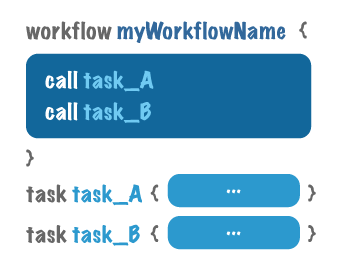 workflow myWorkflowName {
call task_A
call task_B
}
task task_A { ... }
task task_B { ... }